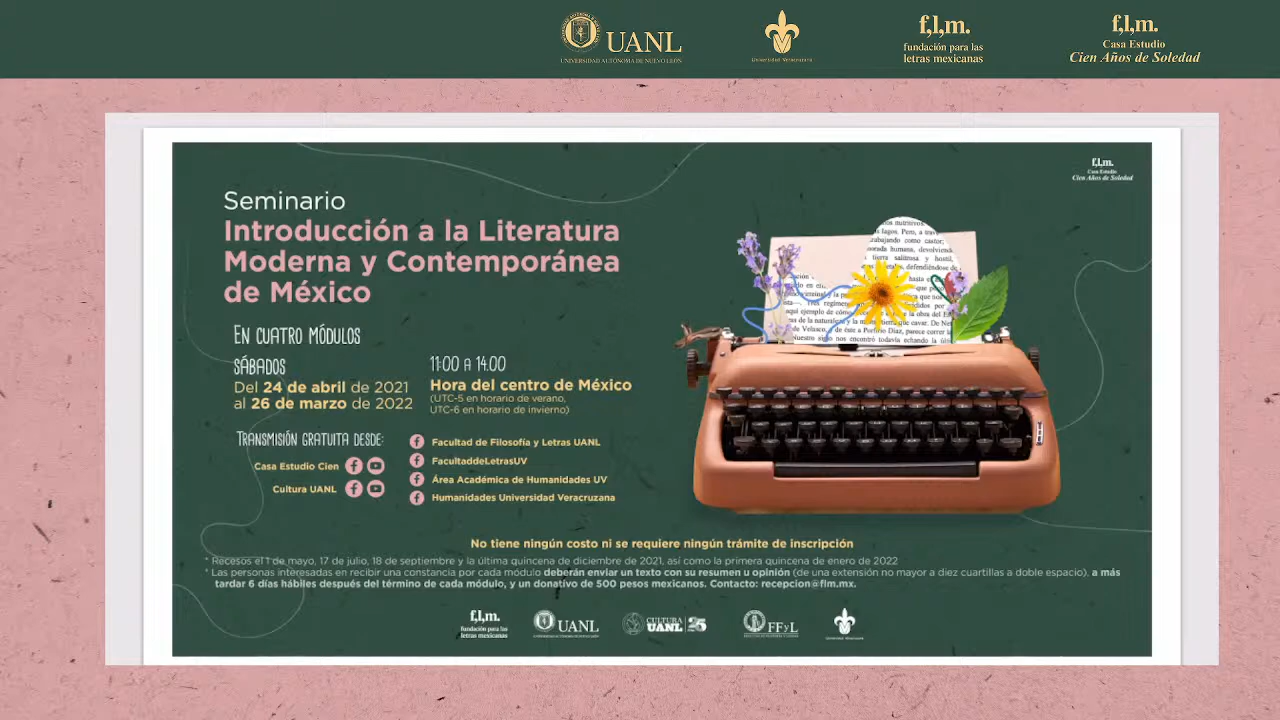 UANL
UNIVERSIDAD AUTÓNOMA DE NUEVO LEÓN
Universidad Veracruzana
f,l,m.
fundación para las
letras mexicanas
f,l,m.
Casa Estudio
Cien Años de Soledad
f,l,m.
Casa Estudio
Cien Años de Soledad
Seminario
Introducción a la Literatura
Moderna y Contemporánea
de México
EN CUATRO MÓDULOS
SÁBADOS
Del 24 de abril de 2021
al 26 de marzo de 2022
11:00 A 14:00
Hora del centro de México
(UTC-5 en horario de verano,
UTC-6 en horario de invierno)
TRANSMISIÓN GRATUITA DESDE:
Casa Estudio Cien
Cultura UANL
Facultad de Filosofía y Letras UANL
FacultaddeLetrasUV
Área Académica de Humanidades UV
Humanidades Universidad Veracruzana
No tiene ningún costo ni se requiere ningún trámite de inscripción
* Recesos el 1 de mayo, 17 de julio, 18 de septiembre y la última quincena de diciembre de 2021, así como la primera quincena de enero de 2022
* Las personas interesadas en recibir una constancia por cada módulo deberán enviar un texto con su resumen u opinión (de una extensión no mayor a diez cuartillas a doble espacio), a más
tardar 6 días hábiles después del término de cada módulo, y un donativo de 500 pesos mexicanos. Contacto: recepcion@flm.mx.
f,l,m.
fundación para las
letras mexicanas
UANL
CULTURA
UANL
25
FFyL
Universidad Veracruzana